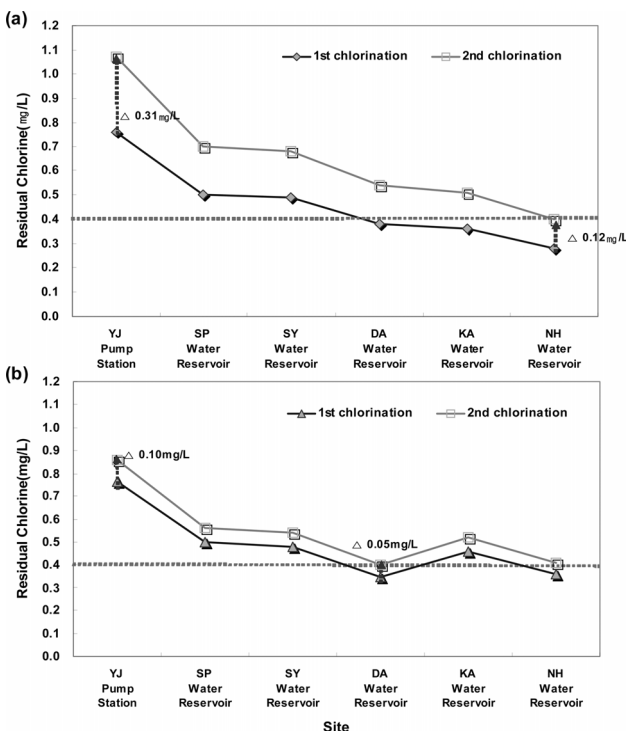 (a)
1.2
1.1
1.0
0.9
0.8
0.7
0.6
0.5
0.4
0.3
0.2
0.1
0.0
Residual Chlorine(㎎/L)
1st chlorination
2nd chlorination
△ 0.31㎎/L
△ 0.12㎎/L
YJ SP SY DA KA NH
Pump Water Water Water Water Water
Station Reservoir Reservoir Reservoir Reservoir Reservoir
(b)
1.2
1.1
1.0
0.9
0.8
0.7
0.6
0.5
0.4
0.3
0.2
0.1
0.0
Residual Chlorine(mg/L)
1st chlorination
2nd chlorination
△ 0.10mg/L
△ 0.05mg/L
YJ SP SY DA KA NH
Pump Water Water Water Water Water
Station Reservoir Reservoir Reservoir Reservoir Reservoir
Site